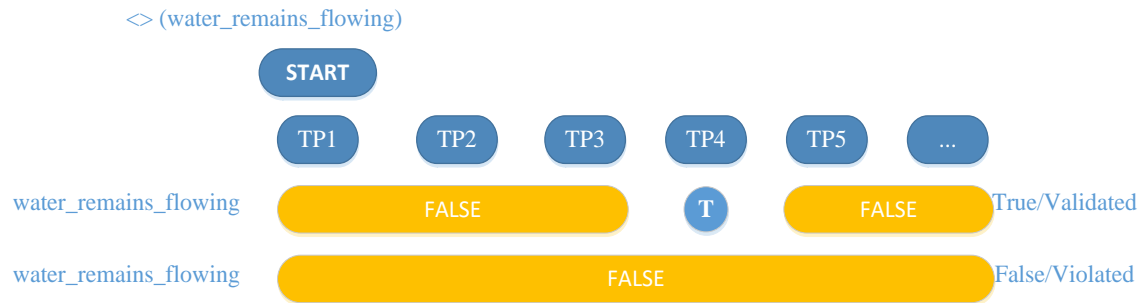 <> (water_remains_flowing)
START
TP1 TP2 TP3 TP4 TP5 ...
water_remains_flowing FALSE T FALSE True/Validated
water_remains_flowing FALSE False/Violated